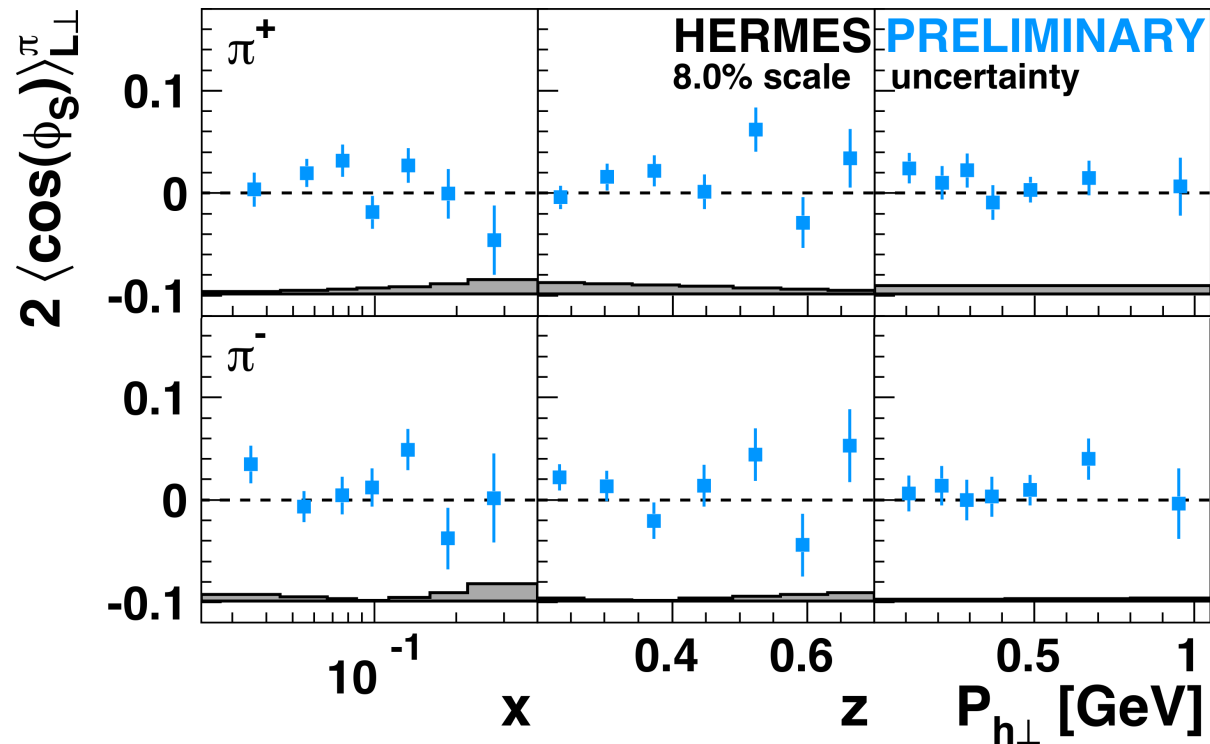 2 ⟨cos(ϕS)⟩πL⊥
π+
HERMES PRELIMINARY
8.0% scale uncertainty
0.1
0
-0.1
π-
0.1
0
-0.1
10-1
0.4 0.6
0.5 1
x
z
Ph⊥ [GeV]